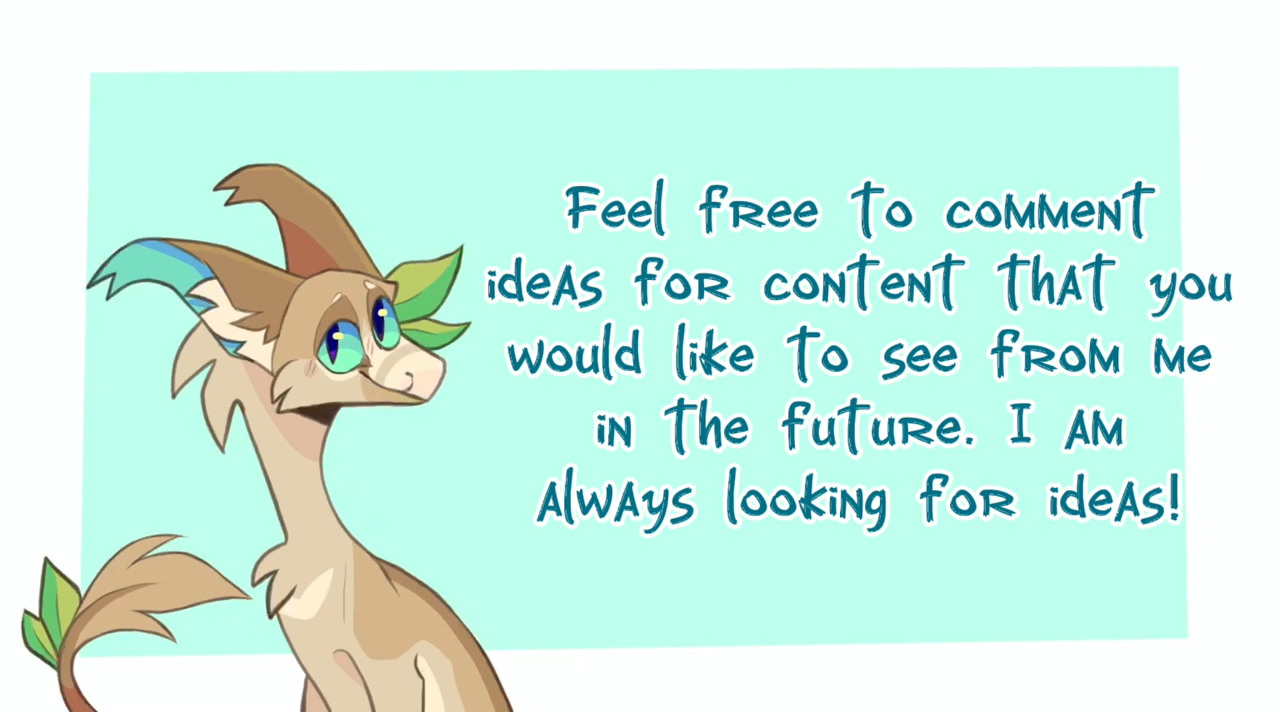 Feel free to comment
ideas for content that you
would like to see from me
in the future. I am
always looking for ideas!